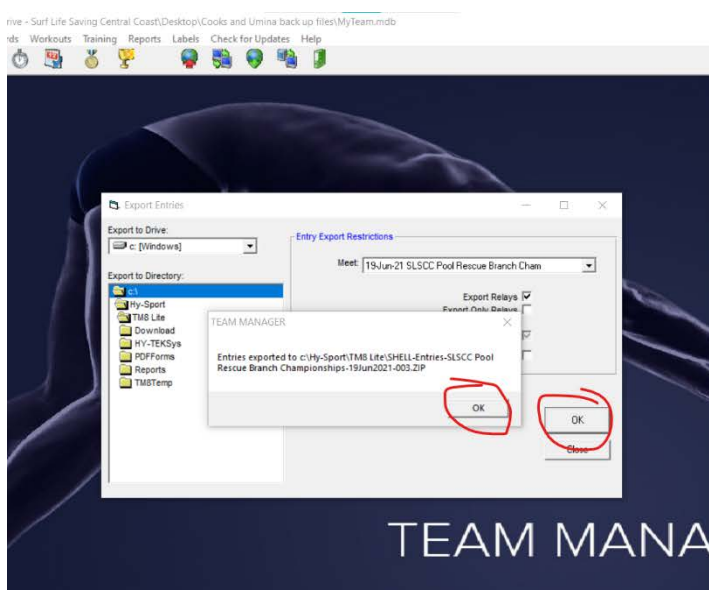 rive - Surf Life Saving Central Coast\Desktop\Cooks and Umina back up files\MyTeam.mdb
rds Workouts Training Reports Labels Check for Updates Help
Export Entries
Export to Drive:
c: [Windows]
Export to Directory:
c:\
Hy-Sport
TM8 Lite
Download
HY-TEKSys
PDFForms
Reports
TM8Temp
Entry Export Restrictions
Meet: 19-Jun-21 SLSCC Pool Rescue Branch Cham
Export Relays
Export Only Relays
TEAM MANAGER
Entries exported to c:\Hy-Sport\TM8 Lite\SHELL-Entries-SLSCC Pool
Rescue Branch Championships-19Jun2021-003.ZIP
OK
OK
Close
TEAM MANA